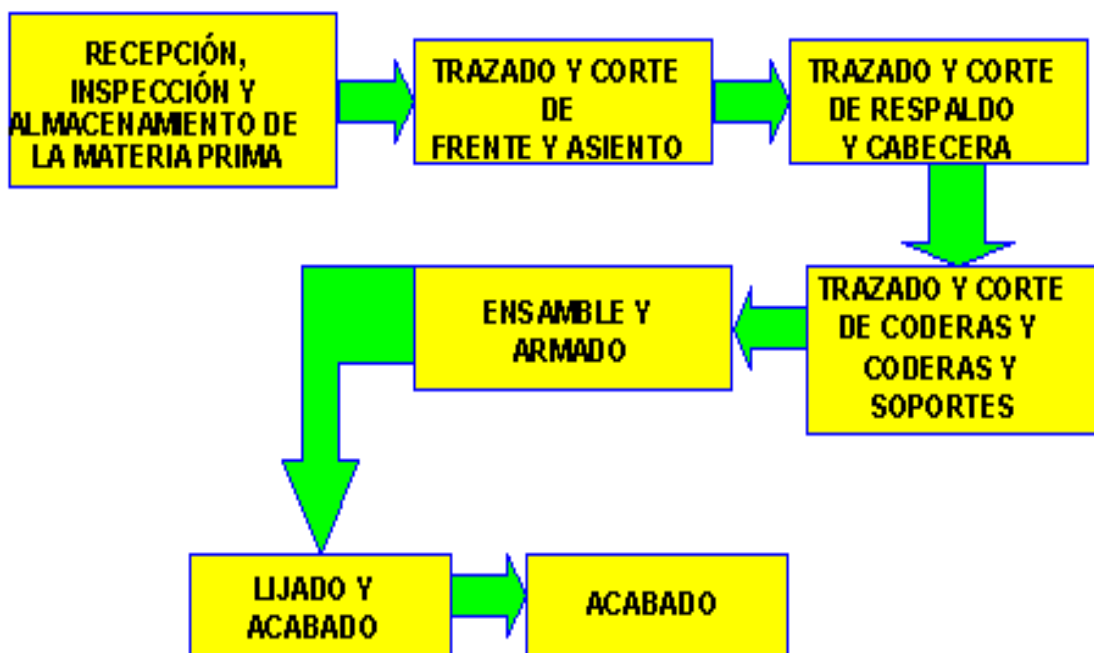 RECEPCIÓN,
INSPECCIÓN Y
ALMACENAMIENTO DE
LA MATERIA PRIMA
TRAZADO Y CORTE
DE
FRENTE Y ASIENTO
TRAZADO Y CORTE
DE RESPALDO
Y CABECERA
TRAZADO Y CORTE
DE CODERAS Y
CODERAS Y
SOPORTES
ENSAMBLE Y
ARMADO
LIJADO Y
ACABADO
ACABADO